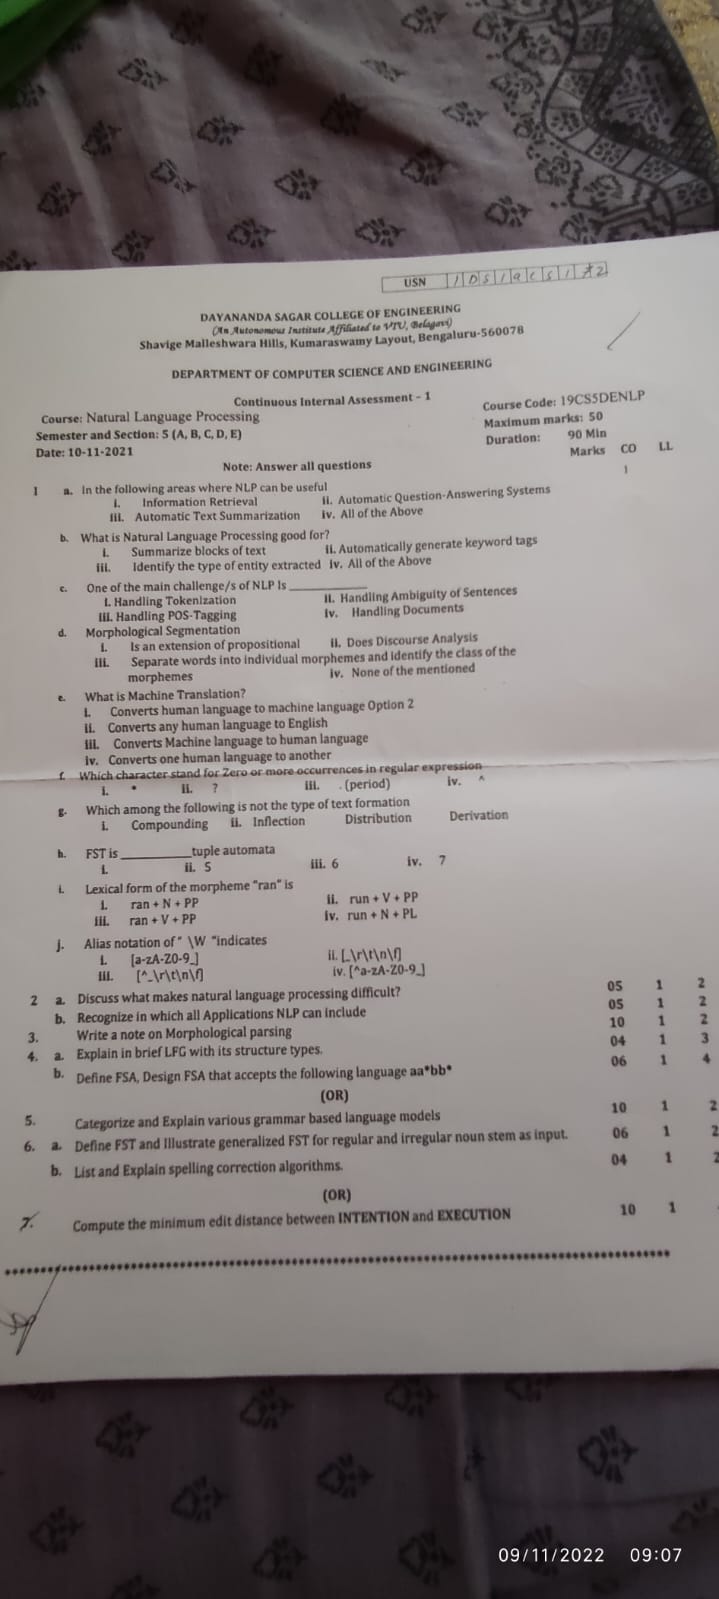 USN 1DS19CS172
DAYANANDA SAGAR COLLEGE OF ENGINEERING
(An Autonomous Institute Affiliated to VTU, Belagavi)
Shavige Malleshwara Hills, Kumaraswamy Layout, Bengaluru-560078
DEPARTMENT OF COMPUTER SCIENCE AND ENGINEERING
Continuous Internal Assessment - 1
Course: Natural Language Processing Course Code: 19CS5DENLP
Semester and Section: 5 (A, B, C, D, E) Maximum marks: 50
Date: 10-11-2021 Duration: 90 Min
Note: Answer all questions Marks CO LL
1 a. In the following areas where NLP can be useful 1
i. Information Retrieval ii. Automatic Question-Answering Systems
iii. Automatic Text Summarization iv. All of the Above
b. What is Natural Language Processing good for?
i. Summarize blocks of text ii. Automatically generate keyword tags
iii. Identify the type of entity extracted iv. All of the Above
c. One of the main challenge/s of NLP Is ____________
I. Handling Tokenization II. Handling Ambiguity of Sentences
III. Handling POS-Tagging iv. Handling Documents
d. Morphological Segmentation
i. Is an extension of propositional ii. Does Discourse Analysis
iii. Separate words into individual morphemes and identify the class of the
morphemes iv. None of the mentioned
e. What is Machine Translation?
i. Converts human language to machine language Option 2
ii. Converts any human language to English
iii. Converts Machine language to human language
iv. Converts one human language to another
f. Which character stand for Zero or more occurrences in regular expression
i. * ii. ? iii. . (period) iv. ^
g. Which among the following is not the type of text formation
i. Compounding ii. Inflection Distribution Derivation
h. FST is ___________tuple automata
i. ii. 5 iii. 6 iv. 7
i. Lexical form of the morpheme "ran" is
i. ran + N + PP ii. run + V + PP
iii. ran + V + PP iv. run + N + PL
j. Alias notation of " \W "indicates
i. [a-zA-Z0-9_] ii. [_\r\t\n\f]
iii. [^_\r\t\n\f] iv. [^a-zA-Z0-9_]
2 a. Discuss what makes natural language processing difficult? 05 1 2
b. Recognize in which all Applications NLP can include 05 1 2
3. Write a note on Morphological parsing 10 1 2
4. a. Explain in brief LFG with its structure types. 04 1 3
b. Define FSA, Design FSA that accepts the following language aa*bb* 06 1 4
(OR)
5. Categorize and Explain various grammar based language models 10 1 2
6. a. Define FST and Illustrate generalized FST for regular and irregular noun stem as input. 06 1 2
b. List and Explain spelling correction algorithms. 04 1 2
(OR)
7. Compute the minimum edit distance between INTENTION and EXECUTION 10 1
09/11/2022 09:07